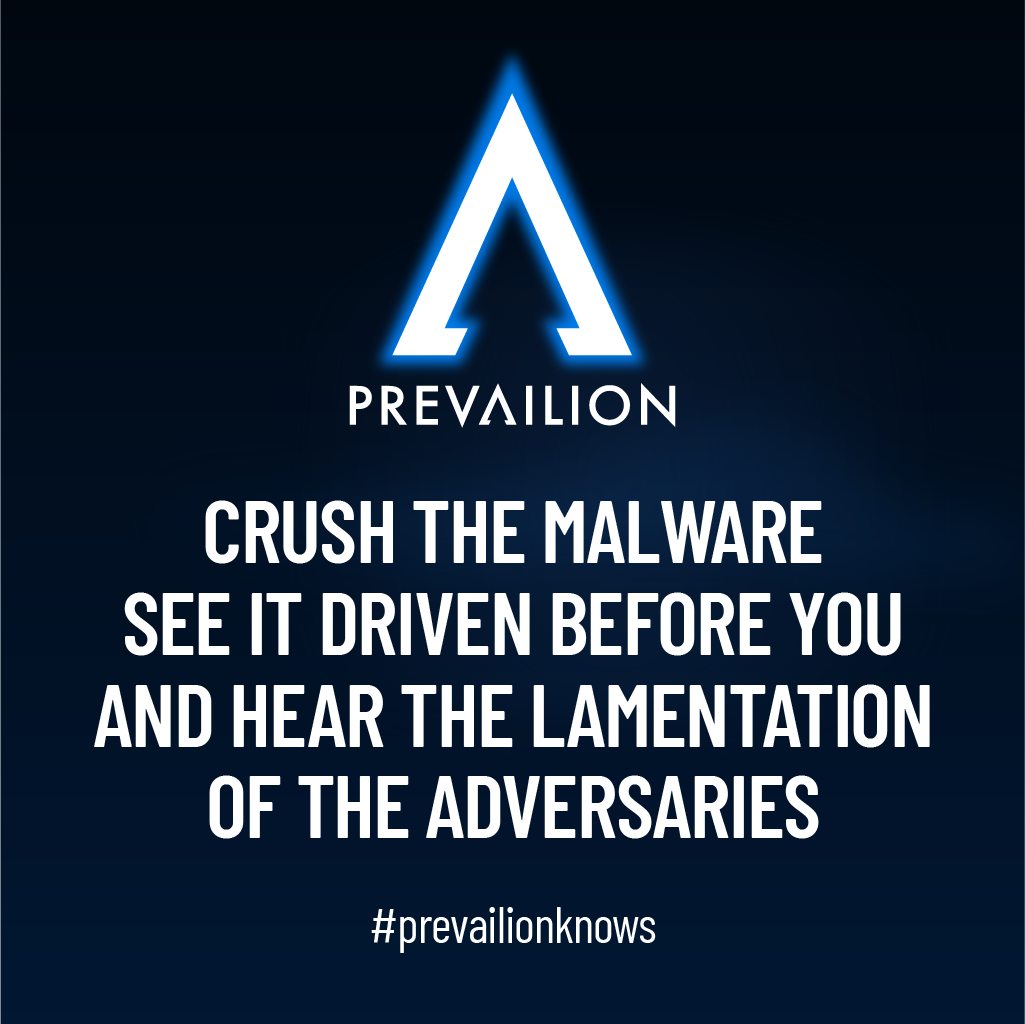 PREVAILION
CRUSH THE MALWARE
SEE IT DRIVEN BEFORE YOU
AND HEAR THE LAMENTATION
OF THE ADVERSARIES
#prevailionknows